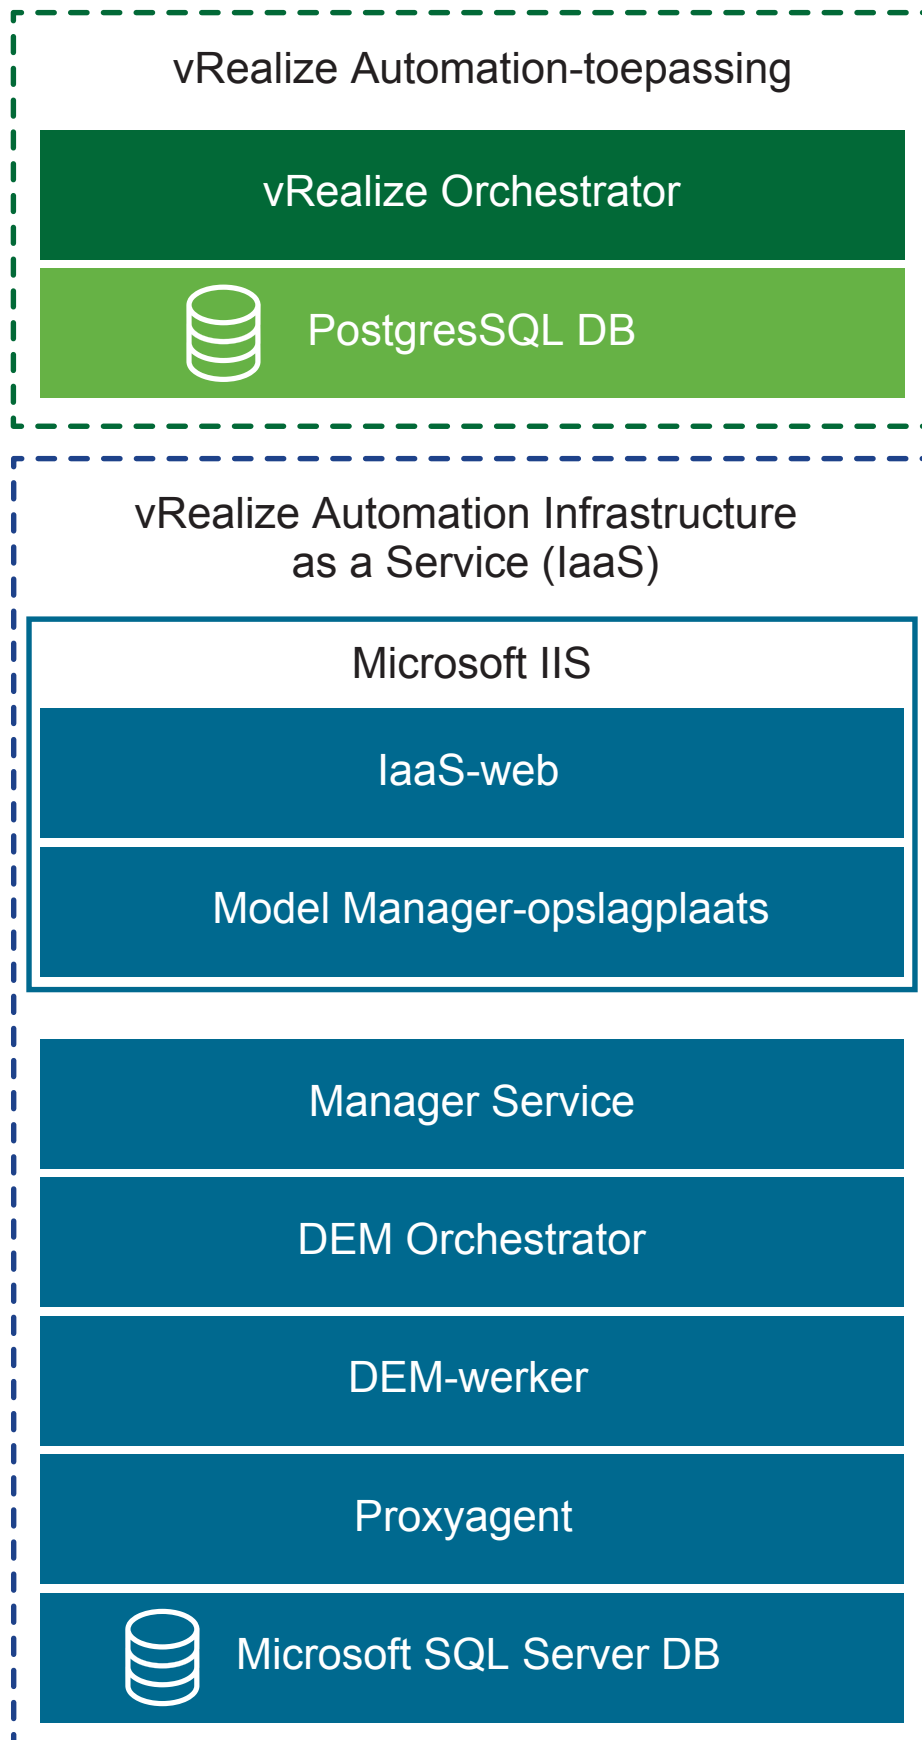 vRealize Automation-toepassing
vRealize Orchestrator
PostgresSQL DB
vRealize Automation Infrastructure
as a Service (IaaS)
Microsoft IIS
IaaS-web
Model Manager-opslagplaats
Manager Service
DEM Orchestrator
DEM-werker
Proxyagent
Microsoft SQL Server DB